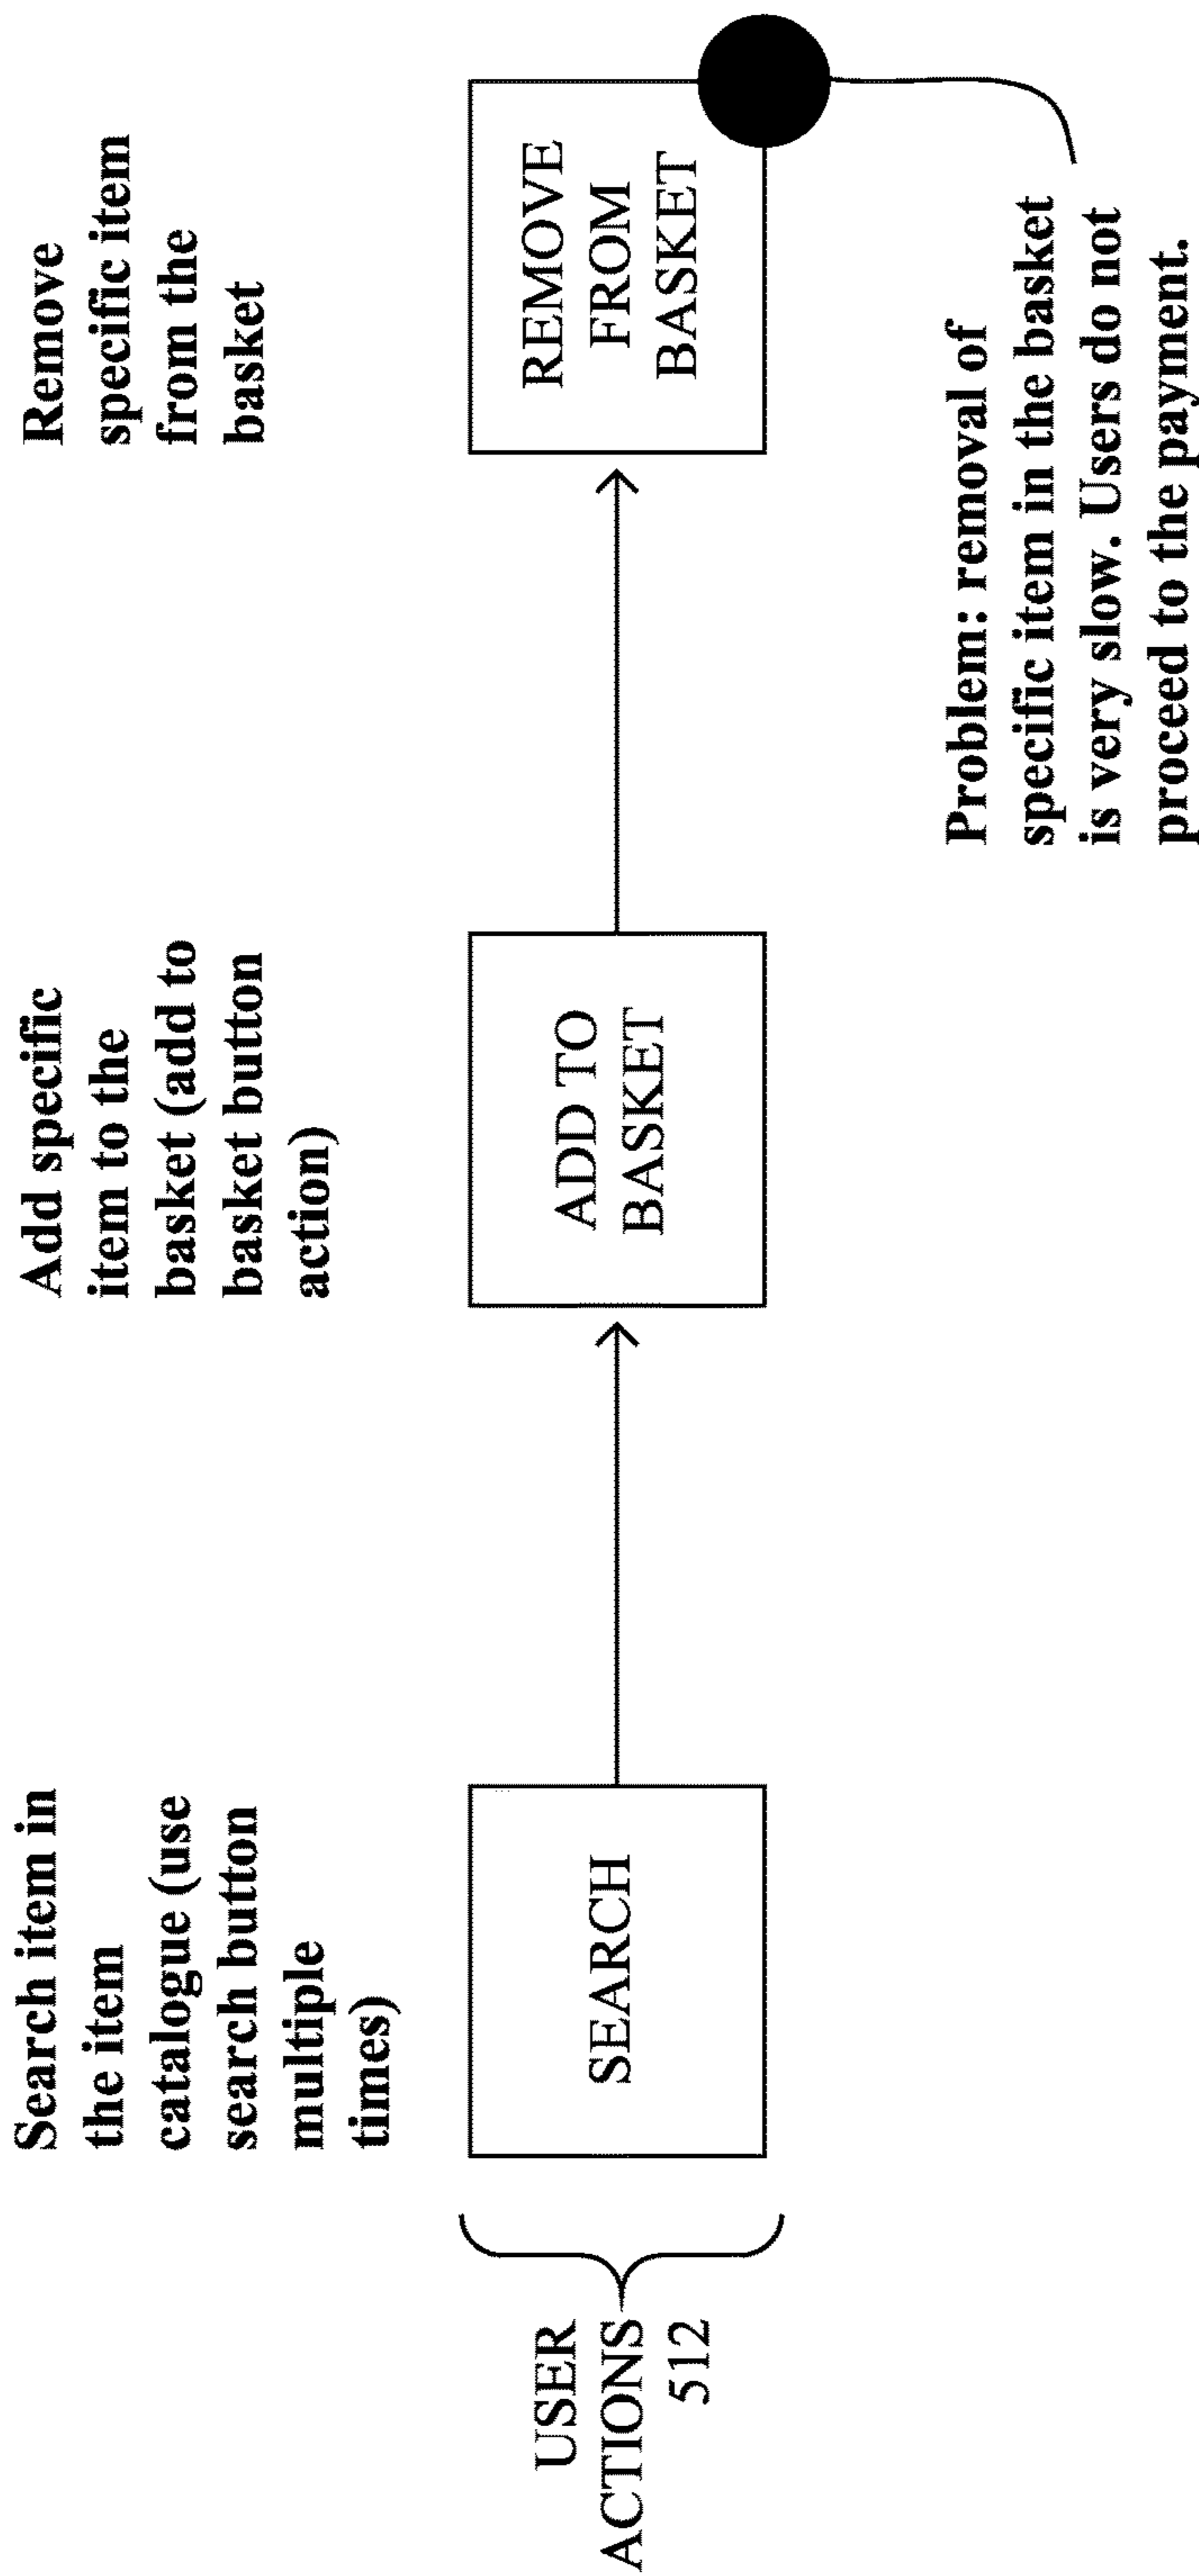 Search item in
the item
catalogue (use
search button
multiple
times)
Add specific
item to the
basket (add to
basket button
action)
Remove
specific item
from the
basket
USER
ACTIONS
512
SEARCH
ADD TO
BASKET
REMOVE
FROM
BASKET
Problem: removal of
specific item in the basket
is very slow. Users do not
proceed to the payment.